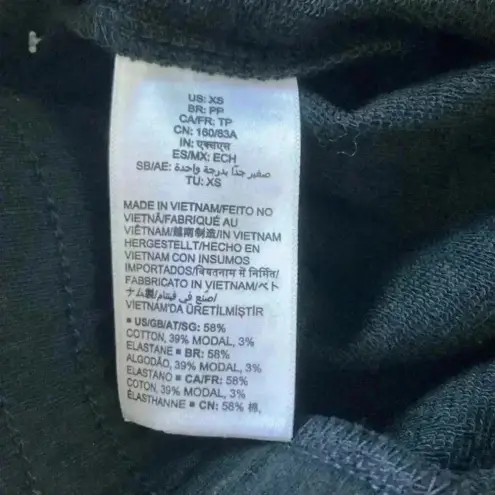 US: XS
BR: PP
CA/FR: TP
CN: 160/83A
IN: एक्सएस
ES/MX: ECH
SB/AE: صغير جدًا بدرجة واحدة
TU: XS
MADE IN VIETNAM/FEITO NO
VIETNÃ/FABRIQUÉ AU
VIÊTNAM/越南制造/IN VIETNAM
HERGESTELLT/HECHO EN
VIETNAM CON INSUMOS
IMPORTADOS/वियतनाम में निर्मित/
FABBRICATO IN VIETNAM/ベト
ナム製/صنع في فيتنام/
VIETNAM'DA ÜRETİLMİŞTİR
▪ US/GB/AT/SG: 58%
COTTON, 39% MODAL, 3%
ELASTANE ▪ BR: 58%
ALGODÃO, 39% MODAL, 3%
ELASTANO ▪ CA/FR: 58%
COTON, 39% MODAL, 3%
ÉLASTHANNE ▪ CN: 58% 棉,